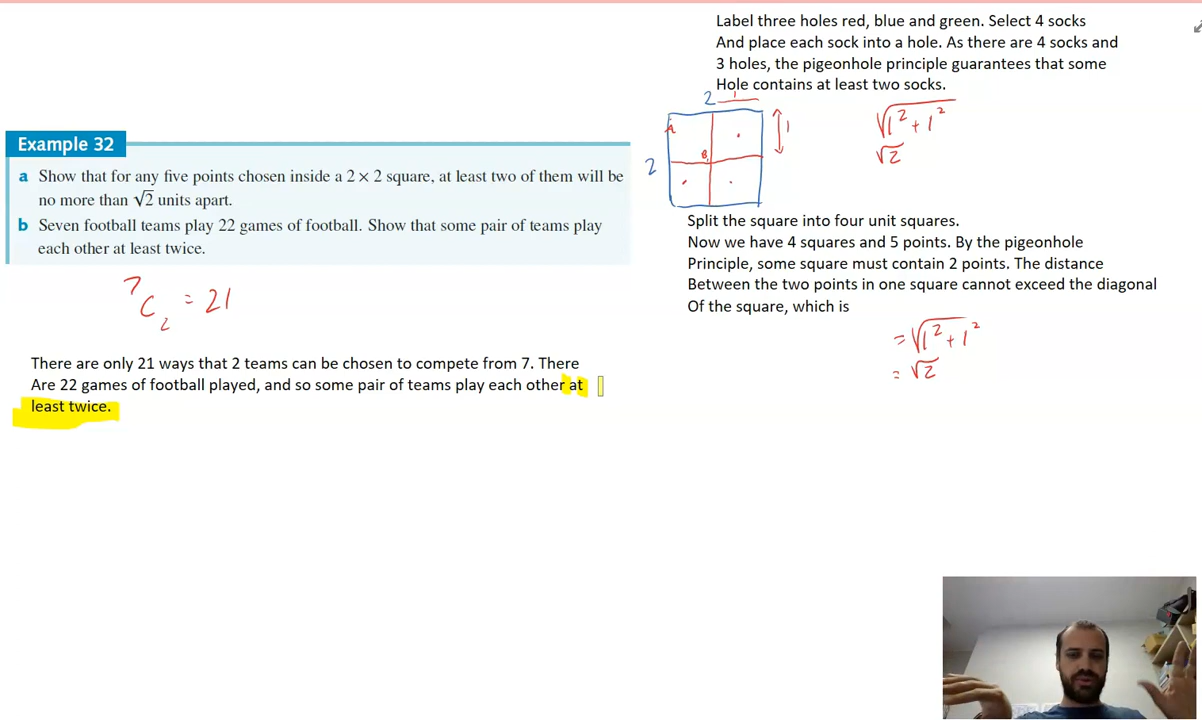 Label three holes red, blue and green. Select 4 socks
And place each sock into a hole. As there are 4 socks and
3 holes, the pigeonhole principle guarantees that some
Hole contains at least two socks.
Example 32
a Show that for any five points chosen inside a 2 × 2 square, at least two of them will be
no more than √2 units apart.
b Seven football teams play 22 games of football. Show that some pair of teams play
each other at least twice.
⁷C₂ = 21
There are only 21 ways that 2 teams can be chosen to compete from 7. There
Are 22 games of football played, and so some pair of teams play each other at
least twice.
2 1
A
B
1
2
√1² + 1²
√2
Split the square into four unit squares.
Now we have 4 squares and 5 points. By the pigeonhole
Principle, some square must contain 2 points. The distance
Between the two points in one square cannot exceed the diagonal
Of the square, which is
= √1² + 1²
= √2